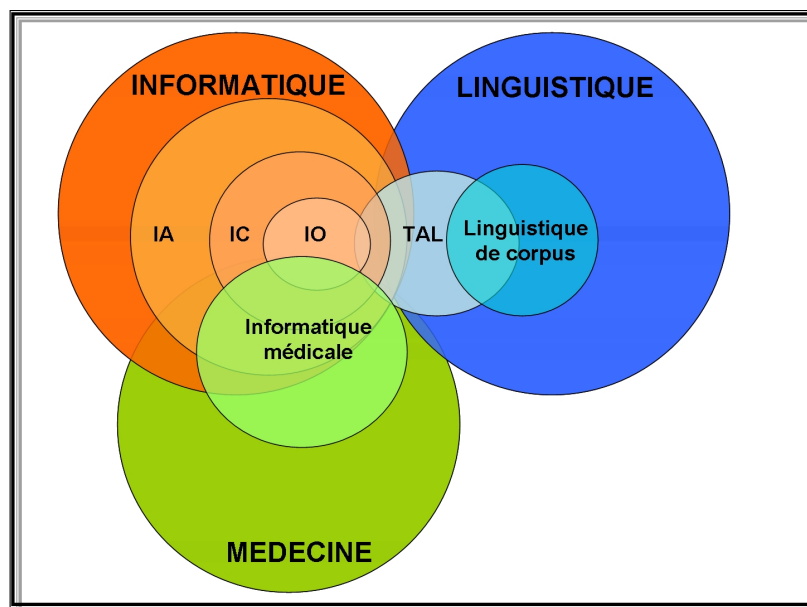 INFORMATIQUE
LINGUISTIQUE
IA
IC
IO
TAL
Linguistique
de corpus
Informatique
médicale
MEDECINE